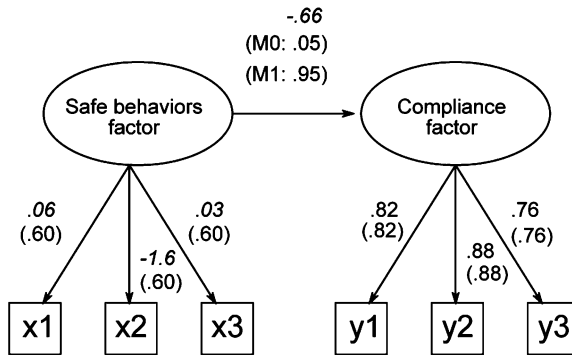 -.66
(M0: .05)
(M1: .95)
Safe behaviors
factor
Compliance
factor
.06
(.60)
-1.6
(.60)
.03
(.60)
.82
(.82)
.88
(.88)
.76
(.76)
x1
x2
x3
y1
y2
y3